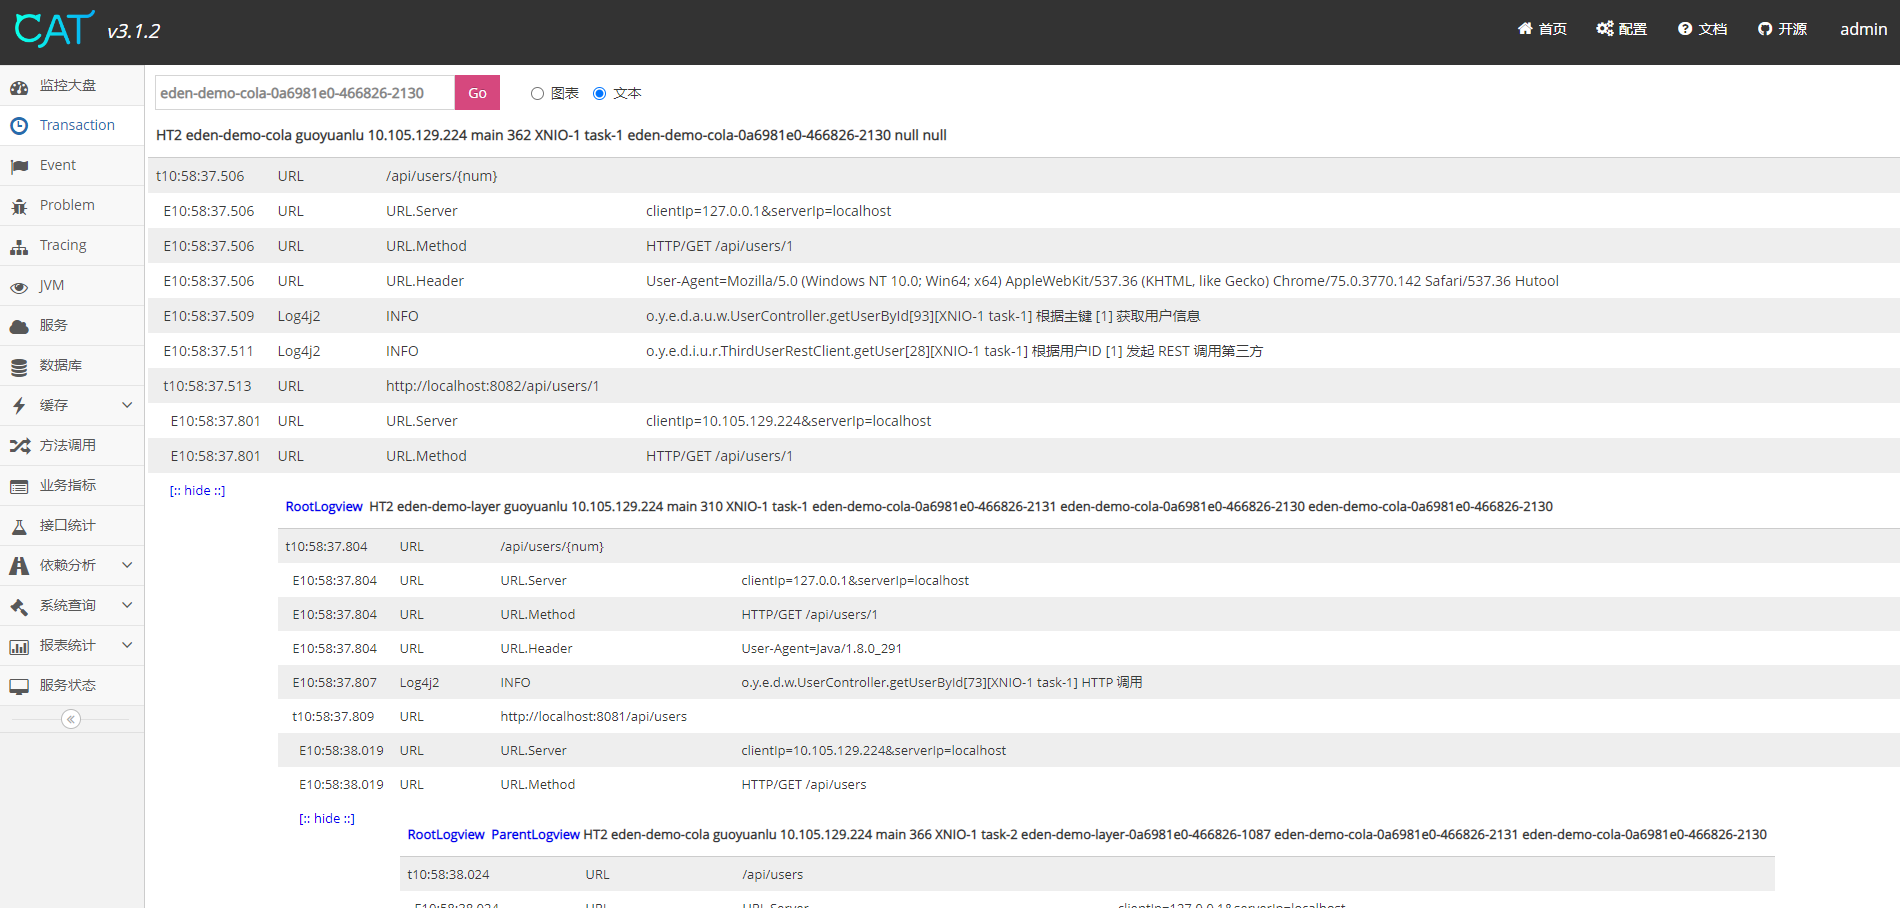 CAT v3.1.2
首页 配置 文档 开源 admin
监控大盘
Transaction
Event
Problem
Tracing
JVM
服务
数据库
缓存
方法调用
业务指标
接口统计
依赖分析
系统查询
报表统计
服务状态
eden-demo-cola-0a6981e0-466826-2130 Go 图表 文本
HT2 eden-demo-cola guoyuanlu 10.105.129.224 main 362 XNIO-1 task-1 eden-demo-cola-0a6981e0-466826-2130 null null
t10:58:37.506 URL /api/users/{num}
E10:58:37.506 URL URL.Server clientIp=127.0.0.1&serverIp=localhost
E10:58:37.506 URL URL.Method HTTP/GET /api/users/1
E10:58:37.506 URL URL.Header User-Agent=Mozilla/5.0 (Windows NT 10.0; Win64; x64) AppleWebKit/537.36 (KHTML, like Gecko) Chrome/75.0.3770.142 Safari/537.36 Hutool
E10:58:37.509 Log4j2 INFO o.y.e.d.a.u.w.UserController.getUserById[93][XNIO-1 task-1] 根据主键 [1] 获取用户信息
E10:58:37.511 Log4j2 INFO o.y.e.d.i.u.r.ThirdUserRestClient.getUser[28][XNIO-1 task-1] 根据用户ID [1] 发起 REST 调用第三方
t10:58:37.513 URL http://localhost:8082/api/users/1
E10:58:37.801 URL URL.Server clientIp=10.105.129.224&serverIp=localhost
E10:58:37.801 URL URL.Method HTTP/GET /api/users/1
[:: hide ::]
RootLogview HT2 eden-demo-layer guoyuanlu 10.105.129.224 main 310 XNIO-1 task-1 eden-demo-cola-0a6981e0-466826-2131 eden-demo-cola-0a6981e0-466826-2130 eden-demo-cola-0a6981e0-466826-2130
t10:58:37.804 URL /api/users/{num}
E10:58:37.804 URL URL.Server clientIp=127.0.0.1&serverIp=localhost
E10:58:37.804 URL URL.Method HTTP/GET /api/users/1
E10:58:37.804 URL URL.Header User-Agent=Java/1.8.0_291
E10:58:37.807 Log4j2 INFO o.y.e.d.w.UserController.getUserById[73][XNIO-1 task-1] HTTP 调用
t10:58:37.809 URL http://localhost:8081/api/users
E10:58:38.019 URL URL.Server clientIp=10.105.129.224&serverIp=localhost
E10:58:38.019 URL URL.Method HTTP/GET /api/users
[:: hide ::]
RootLogview ParentLogview HT2 eden-demo-cola guoyuanlu 10.105.129.224 main 366 XNIO-1 task-2 eden-demo-layer-0a6981e0-466826-1087 eden-demo-cola-0a6981e0-466826-2131 eden-demo-cola-0a6981e0-466826-2130
t10:58:38.024 URL /api/users
E10:58:38.024 URL URL.Server clientIp=127.0.0.1&serverIp=localhost